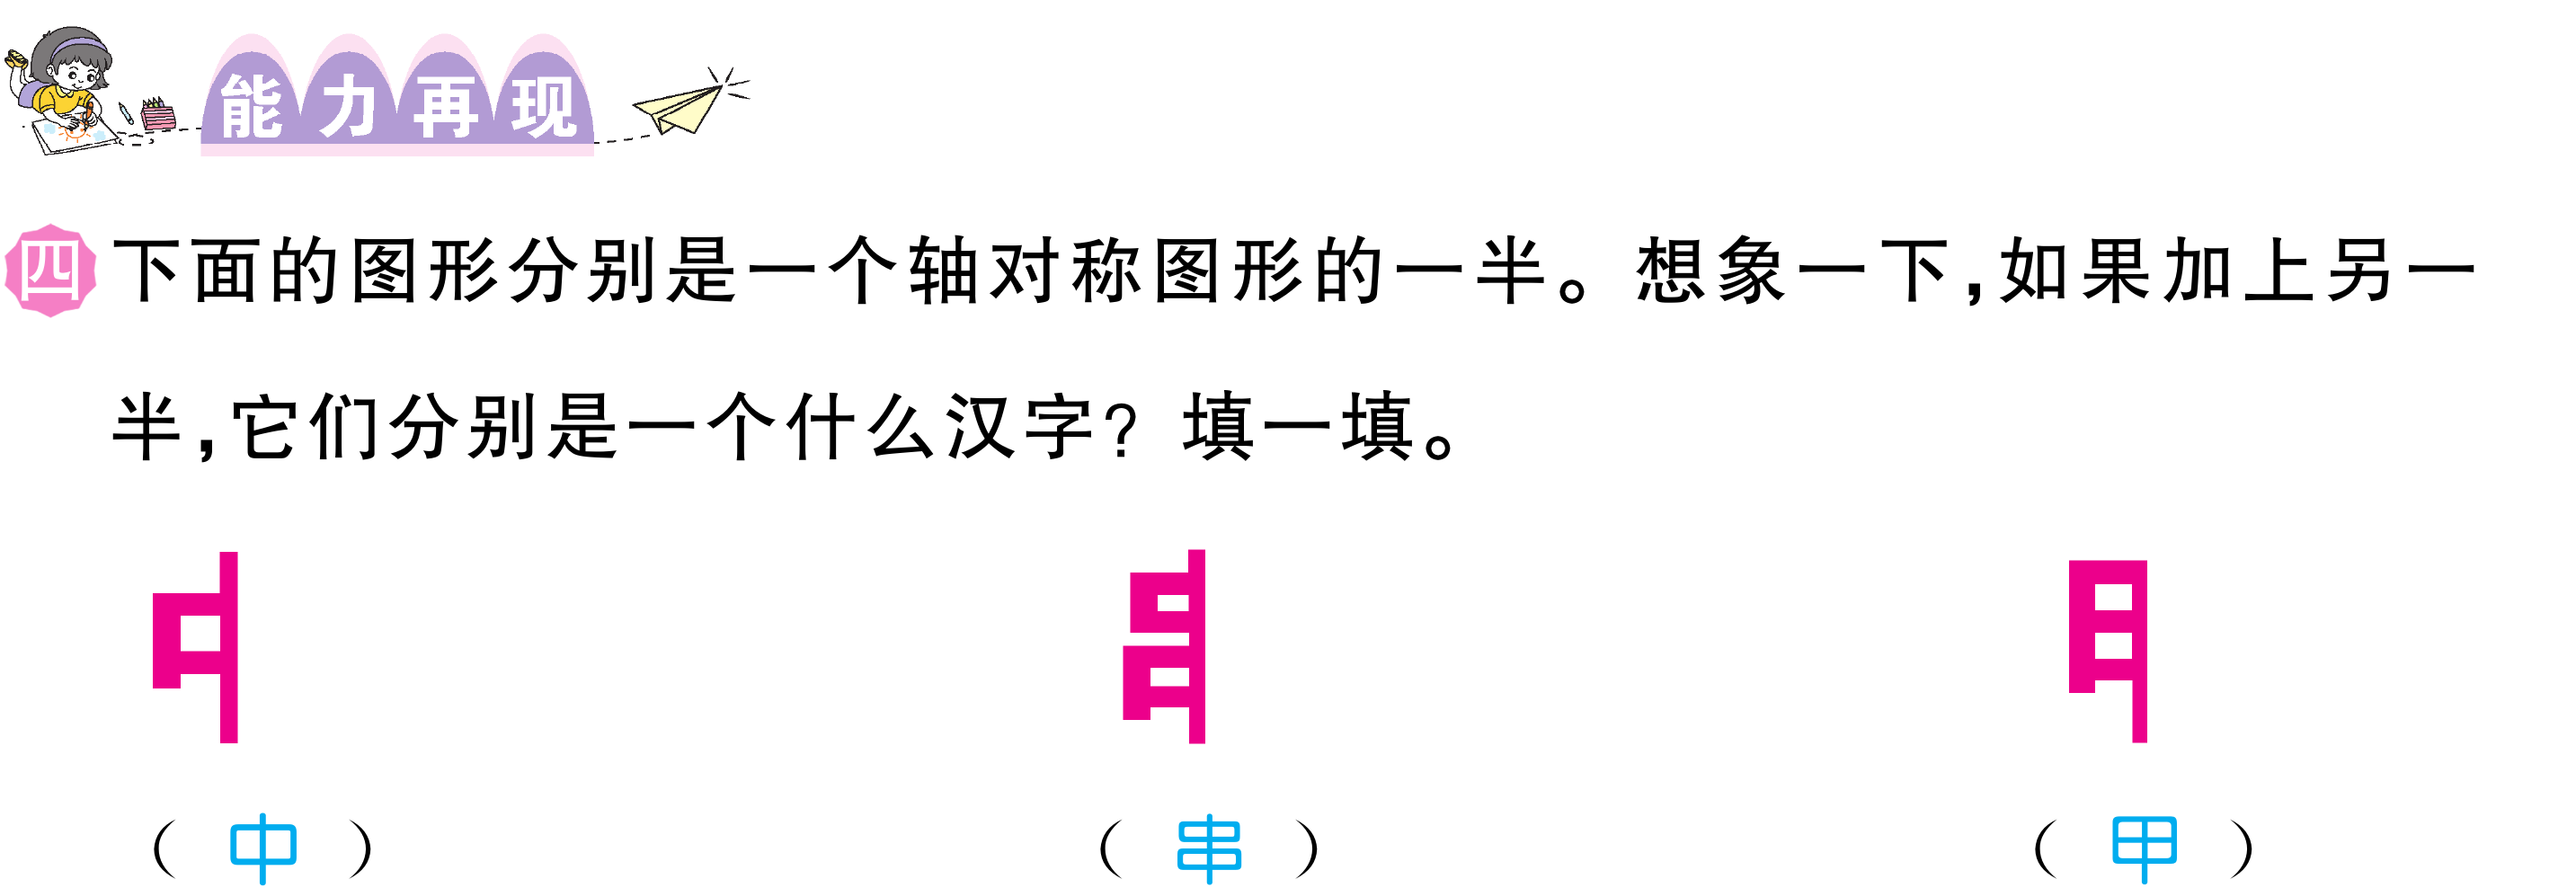 能力再现
四 下面的图形分别是一个轴对称图形的一半。想象一下,如果加上另一
半,它们分别是一个什么汉字? 填一填。
( 中 ) ( 串 ) ( 甲 )